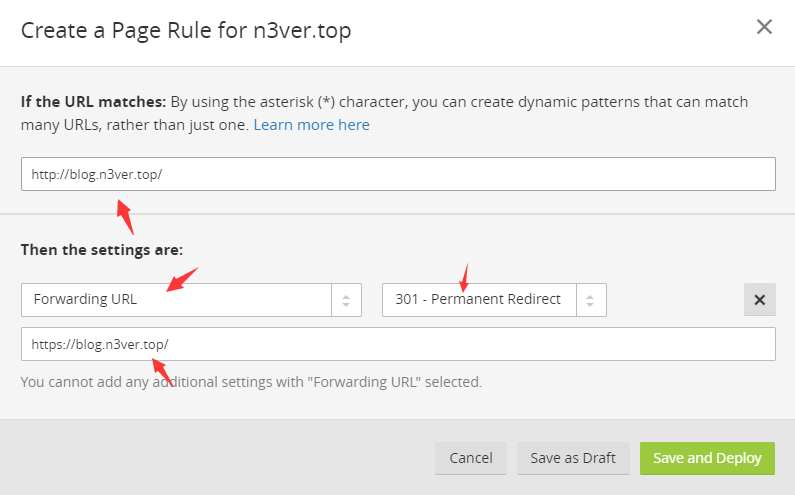 Create a Page Rule for n3ver.top
If the URL matches: By using the asterisk (*) character, you can create dynamic patterns that can match
many URLs, rather than just one. Learn more here
http://blog.n3ver.top/
Then the settings are:
Forwarding URL
301 - Permanent Redirect
https://blog.n3ver.top/
You cannot add any additional settings with "Forwarding URL" selected.
Cancel
Save as Draft
Save and Deploy